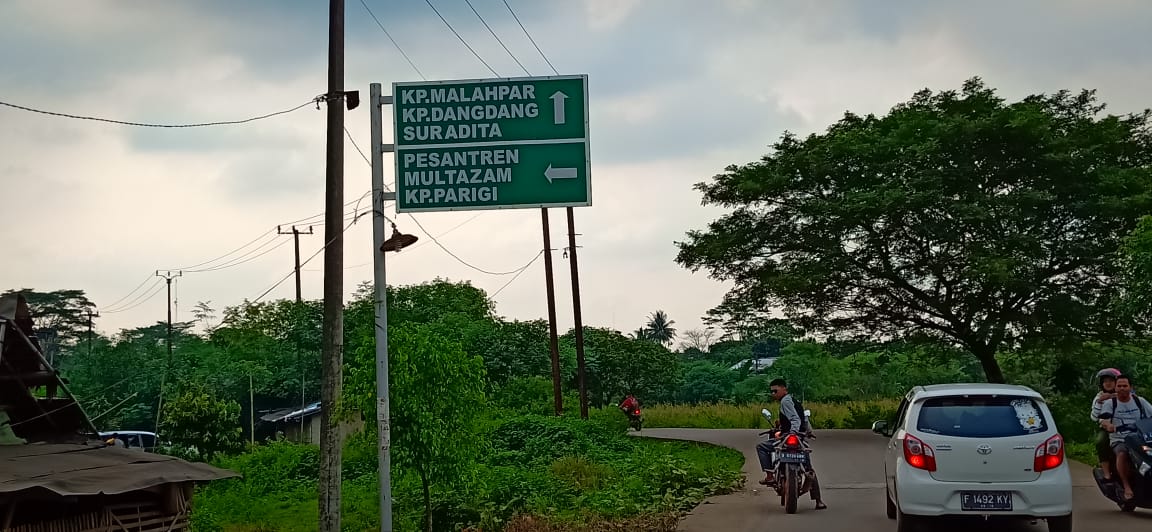 KP.MALAHPAR
KP.DANGDANG
SURADITA
PESANTREN
MULTAZAM
KP.PARIGI
F 1492 KY